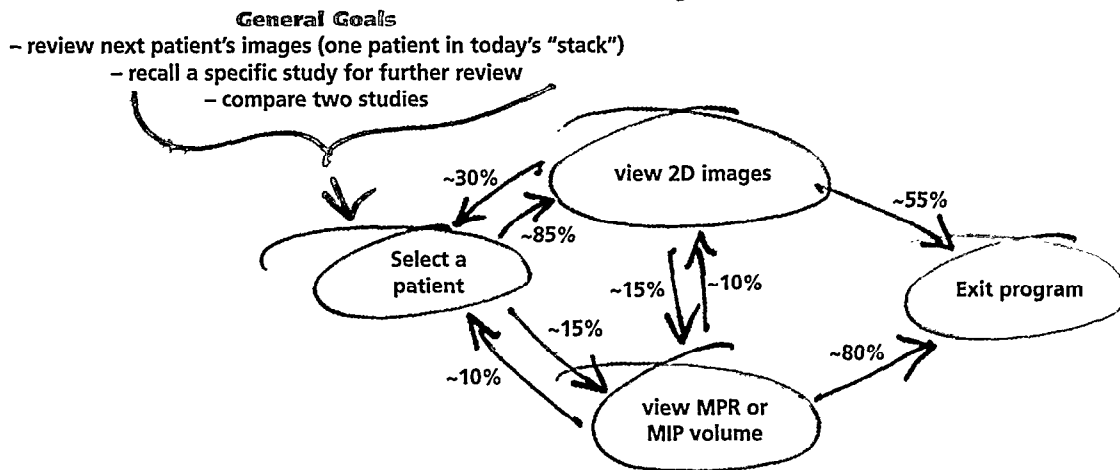 General Goals
– review next patient's images (one patient in today's “stack”)
– recall a specific study for further review
– compare two studies
view 2D images
~30%
~55%
~85%
Select a
patient
~15%
~10%
Exit program
~15%
~80%
~10%
view MPR or
MIP volume